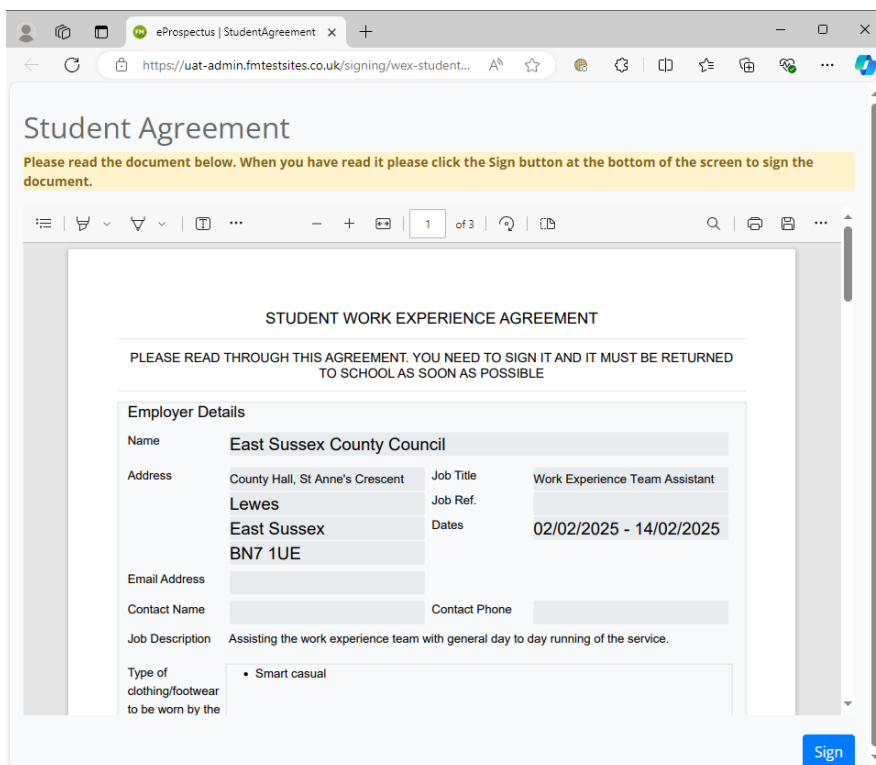 eProspectus | StudentAgreement
https://uat-admin.fmtestsites.co.uk/signing/wex-student...
Student Agreement
Please read the document below. When you have read it please click the Sign button at the bottom of the screen to sign the
document.
1 of 3
STUDENT WORK EXPERIENCE AGREEMENT
PLEASE READ THROUGH THIS AGREEMENT. YOU NEED TO SIGN IT AND IT MUST BE RETURNED
TO SCHOOL AS SOON AS POSSIBLE
Employer Details
Name East Sussex County Council
Address County Hall, St Anne's Crescent Job Title Work Experience Team Assistant
Lewes Job Ref.
East Sussex Dates 02/02/2025 - 14/02/2025
BN7 1UE
Email Address
Contact Name Contact Phone
Job Description Assisting the work experience team with general day to day running of the service.
Type of • Smart casual
clothing/footwear
to be worn by the
Sign